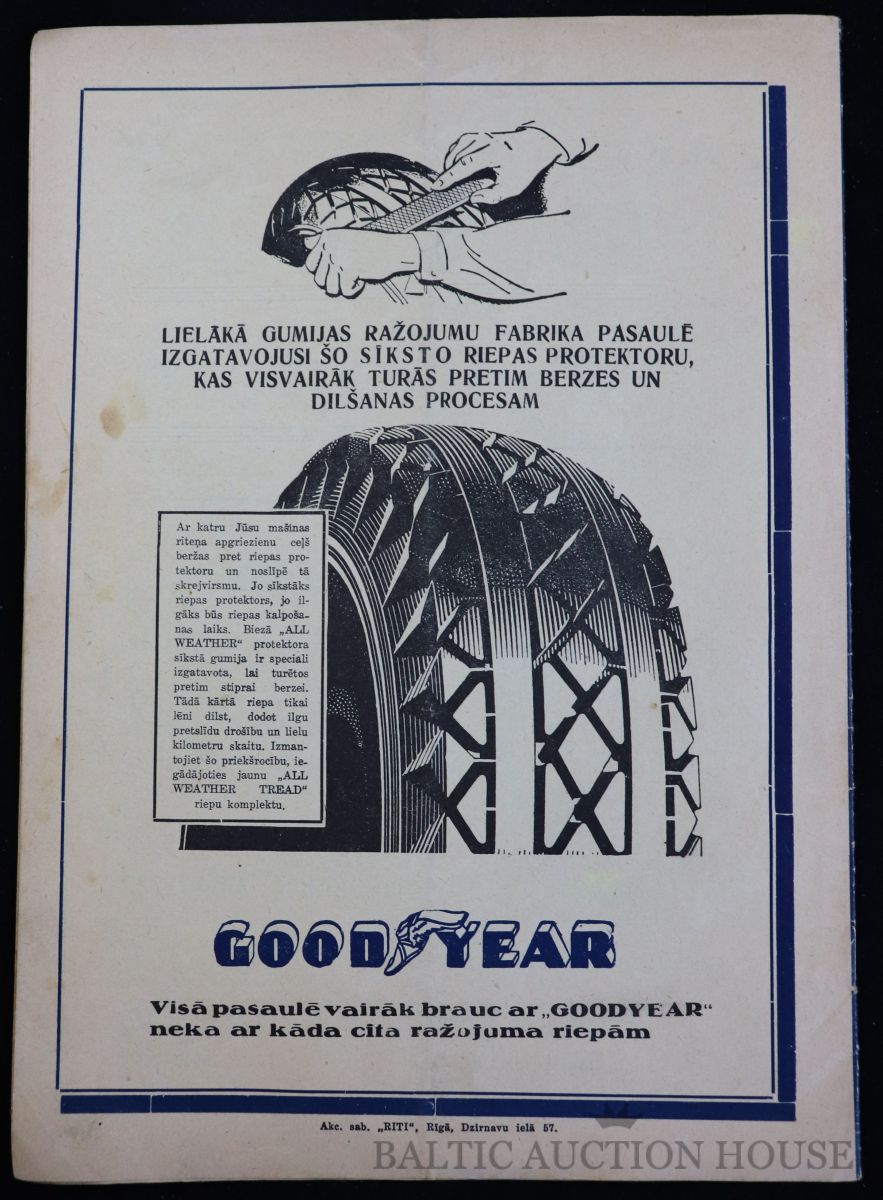 LIELĀKĀ GUMIJAS RAŽOJUMU FABRIKA PASAULĒ
IZGATAVOJUSI ŠO SĪKSTO RIEPAS PROTEKTORU,
KAS VISVAIRĀK TURĀS PRETIM BERZES UN
DILŠANAS PROCESAM
Ar katru Jūsu mašīnas
riteņa apgriezienu ceļš
beržas pret riepas pro-
tektoru un noslīpē tā
skrejvirsmu. Jo sīkstāks
riepas protektors, jo il-
gāks būs riepas kalpoša-
nas laiks. Biezā „ALL
WEATHER“ protektora
sīkstā gumija ir speciali
izgatavota, lai turētos
pretim stiprai berzei.
Tādā kārtā riepa tikai
lēni dilst, dodot ilgu
pretslīdu drošību un lielu
kilometru skaitu. Izman-
tojiet šo priekšrocību, ie-
gādājoties jaunu „ALL
WEATHER TREAD“
riepu komplektu.
GOODYEAR
Visā pasaulē vairāk brauc ar „GOODYEAR“
neka ar kāda cita ražojuma riepām
Akc. sab. „RITI“, Rīgā, Dzirnavu ielā 57.
BALTIC AUCTION HOUSE